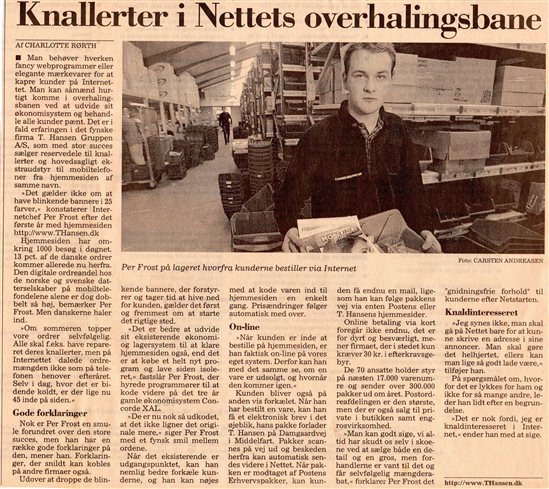 Knallerter i Nettets overhalingsbane
Af CHARLOTTE RØRTH
■ Man behøver hverken
fancy webprogrammer eller
elegante mærkevarer for at
kapre kunder på Internet-
tet. Man kan såmænd hur-
tigt komme i overhaling-
banen ved at udvide sit
økonomisystem og behand-
le alle kunder pænt. Det er i
fald erfaringen i det fynske
firma T. Hansen Gruppen
A/S, som med stor succes
sælger reservedele til knal-
lerter og hovedsagligt ek-
straudstyr til mobiltelefo-
ner fra hjemmesiden af
samme navn.
»Det gælder ikke om at
have blinkende bannere i 25
farver,« konstaterer Inter-
netchef Per Frost efter det
første år med hjemmesiden
http://www.THansen.dk
Hjemmesiden har om-
kring 1000 besøg i døgnet.
13 pct. af de danske ordrer
kommer allerede nu herfra.
Den digitale ordreandel hos
de norske og svenske dat-
terselskaber på mobiltele-
fondelene alene er dog dob-
belt så høj, bemærker Per
Frost. Men danskerne haler
ind.
»Om sommeren topper
vore ordrer selvfølgelig.
Alle skal f.eks. have repare-
ret deres knallerter, men på
Internettet dalede ordre-
mængden ikke som på tele-
fonen henover efteråret.
Selv i dag, hvor det er bi-
dende koldt, er der lige nu
45 inde på siden.«
Gode forklaringer
Nok er Per Frost en smule
forundret over den store
succes, men han har en
række gode forklaringer på
den, mener han. Forklarin-
ger, der snildt kan kobles
på andre firmaer også.
Udover at droppe de blin-
Per Frost på lageret hvorfra kunderne bestiller via Internet
Foto: CARSTEN ANDREASEN
kende bannere, der forstyr-
rer og tager tid at hive ned
for kunden, gælder det først
og fremmest om at starte
det rigtige sted.
»Det er bedre at udvide
sit eksisterende økonomi-
og lagersystem til at klare
hjemmesiden også, end det
er at købe et helt nyt pro-
gram og lave siden isole-
ret,« fastslår Per Frost, der
hyrede programmører til at
kode videre på det tre år
gamle økonomisystem Con-
corde XAL.
»De er nu nok så udkodet,
at det ikke ligner det origi-
nale mere,« siger Per Frost
med et fynsk smil mellem
ordene.
Når det eksisterende er
udgangspunktet, kan han
nemlig bedre forkæle kun-
derne, og han kan nøjes
med at kode varen ind til
hjemmesiden en enkelt
gang. Prisændringer følger
automatisk med over.
On-line
»Når kunden er inde at
bestille på hjemmesiden, er
han faktisk on-line på vores
eget system. Derfor kan han
med det samme se, om en
vare er udsolgt, og hvornår
den kommer igen.«
Kunden bliver også på
anden vis forkælet. Når han
har bestilt en vare, kan han
få et elektronisk brev i det
øjeblik, hans pakke forlader
T. Hansen på Damgaardvej
i Middelfart. Pakker scan-
nes på vej ud og beskeden
herfra kan automatisk sen-
des videre i Nettet. Når pak-
ken er modtaget af Postens
Erhvervspakker, kan kun-
den få endnu en mail, lige-
som han kan følge pakkens
vej via enten Postens eller
T. Hansens hjemmesider.
Online betaling via kort
foregår ikke endnu, det er
for dyrt og besværligt, me-
ner firmaet, der i stedet kun
kræver 30 kr. i efterkravsge-
byr.
De 70 ansatte holder styr
på næsten 17.000 varenum-
re og sender over 300.000
pakker ud om året. Postord-
reafdelingen er den største,
men der er også salg til pri-
vate i butikken samt eng-
rosvirksomhed.
»Man kan godt sige, vi al-
tid har skudt os selv i skoe-
ne ved at sælge både en de-
tail og en gros, men forhand-
lerne er vant til det og
får selvfølgelig mængdera-
bat,« forklarer Per Frost det
"gnidningsfrie forhold" til
kunderne efter Netstarten.
Knaldinteresseret
»Jeg synes ikke, man skal
gå på Nettet bare for at kun-
ne skrive en adresse i sine
annoncer. Man skal gøre
det helhjertet, ellers kan
man lige så godt lade være,«
tilføjer han.
På spørgsmålet om, hvad
det er, der lykkes for ham og
ikke for så mange andre, le-
der han lidt efter en begrun-
delse.
»Det er nok fordi, jeg er
knaldinteresseret i Inter-
net,« ender han med at sige.
http://www.THansen.dk